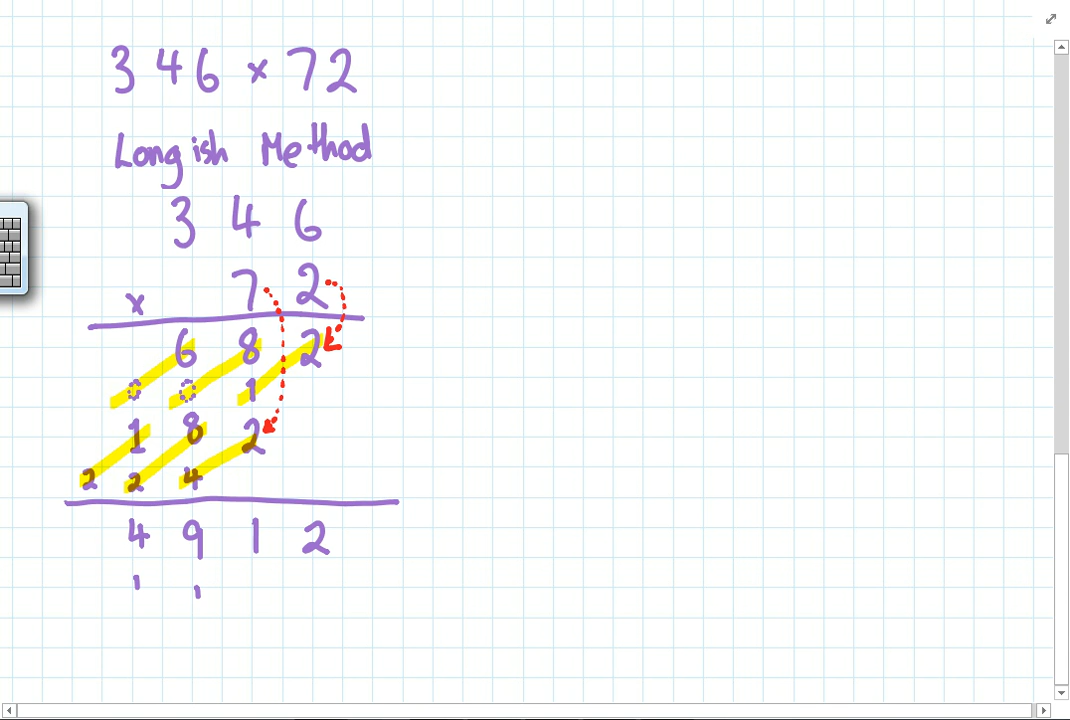 346 × 72
Longish Method
3 4 6
× 7 2
6 8 2
0 0 1
1 8 2
2 2 4
4 9 1 2
1 1